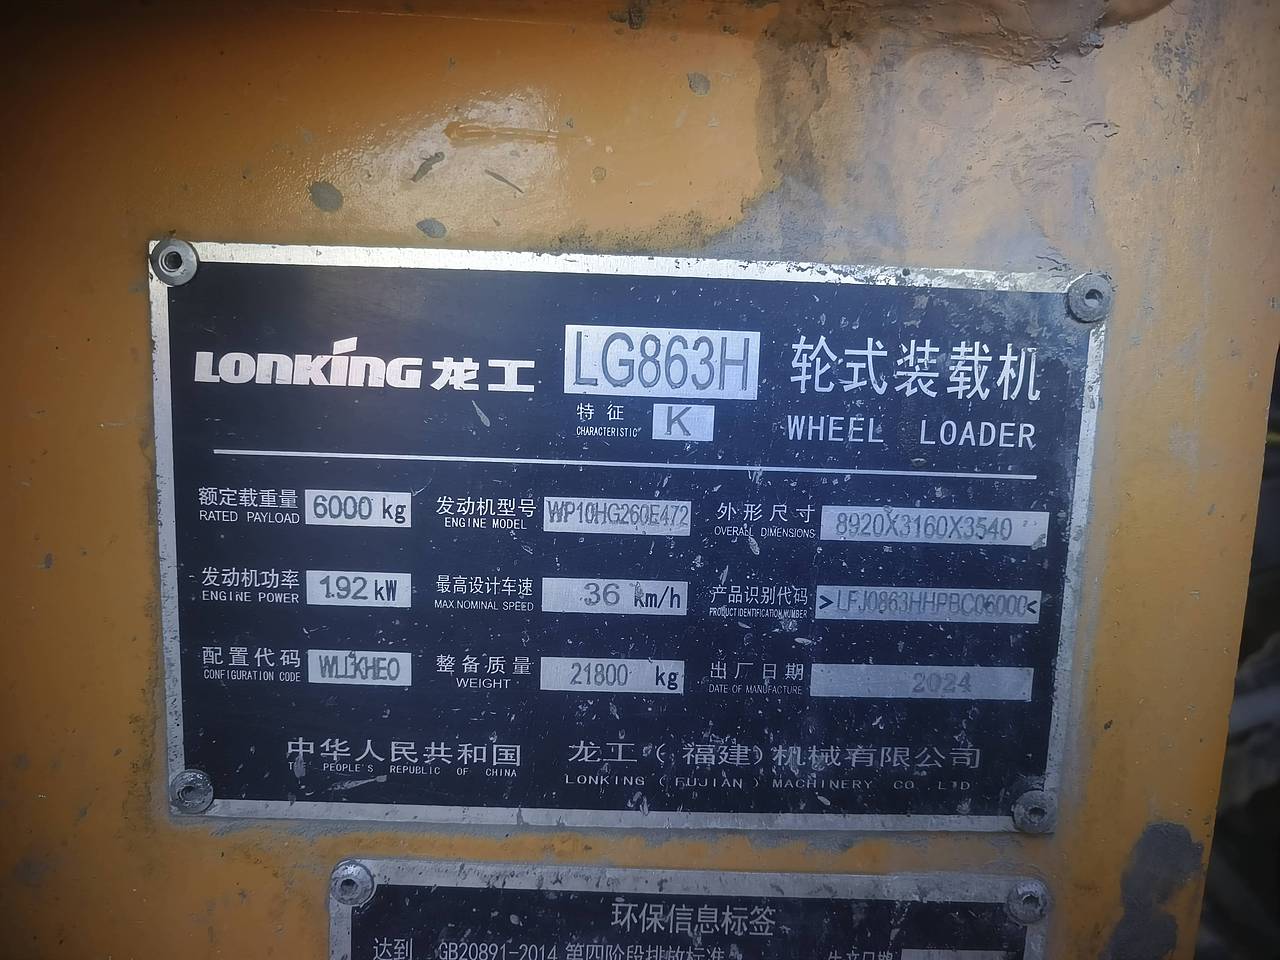 LONKING 龙工 LG863H 轮式装载机
特征 K
CHARACTERISTIC
WHEEL LOADER
额定载重量 6000 kg 发动机型号 WP10HG260E472 外形尺寸 8920X3160X3540
RATED PAYLOAD ENGINE MODEL OVERALL DIMENSIONS
发动机功率 192 kW 最高设计车速 36 km/h 产品识别代码 >LFJ0863HHPBC06000<
ENGINE POWER MAX.NOMINAL SPEED PRODUCT IDENTIFICATION NUMBER
配置代码 整备质量 21800 kg 出厂日期 2024
CONFIGURATION CODE WEIGHT DATE OF MANUFACTURE
中华人民共和国 龙工(福建)机械有限公司
THE PEOPLE'S REPUBLIC OF CHINA LONKING (FUJIAN) MACHINERY CO.,LTD
环保信息标签
达到 GB20891-2014 第四阶段排放标准 生产日期